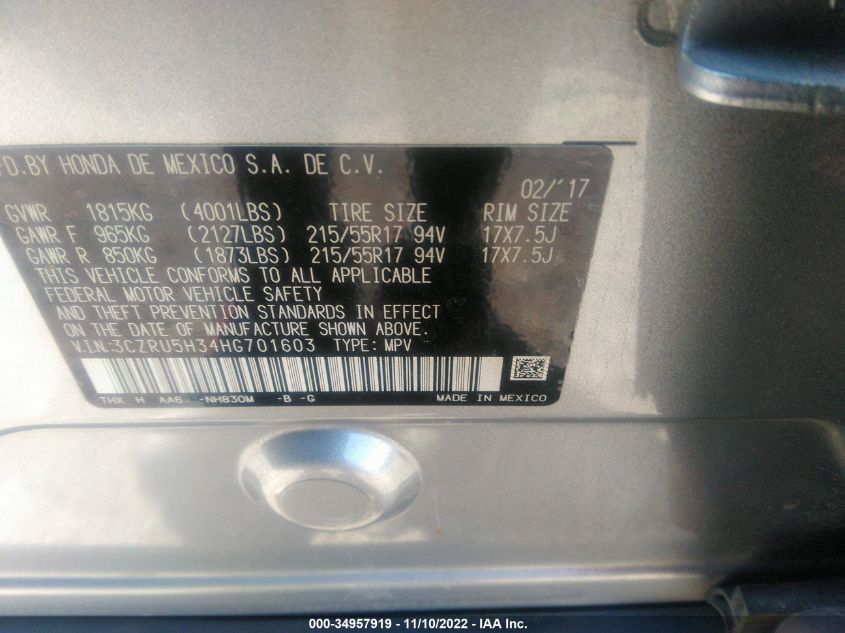 FD.BY HONDA DE MEXICO S.A. DE C.V.
02/'17
GVWR 1815KG (4001LBS) TIRE SIZE RIM SIZE
GAWR F 965KG (2127LBS) 215/55R17 94V 17X7.5J
GAWR R 850KG (1873LBS) 215/55R17 94V 17X7.5J
THIS VEHICLE CONFORMS TO ALL APPLICABLE
FEDERAL MOTOR VEHICLE SAFETY
AND THEFT PREVENTION STANDARDS IN EFFECT
ON THE DATE OF MANUFACTURE SHOWN ABOVE.
V.I.N.:3CZRU5H34HG701603 TYPE: MPV
THX H AA6 -NH830M -B -G MADE IN MEXICO
000-34957919 - 11/10/2022 - IAA Inc.